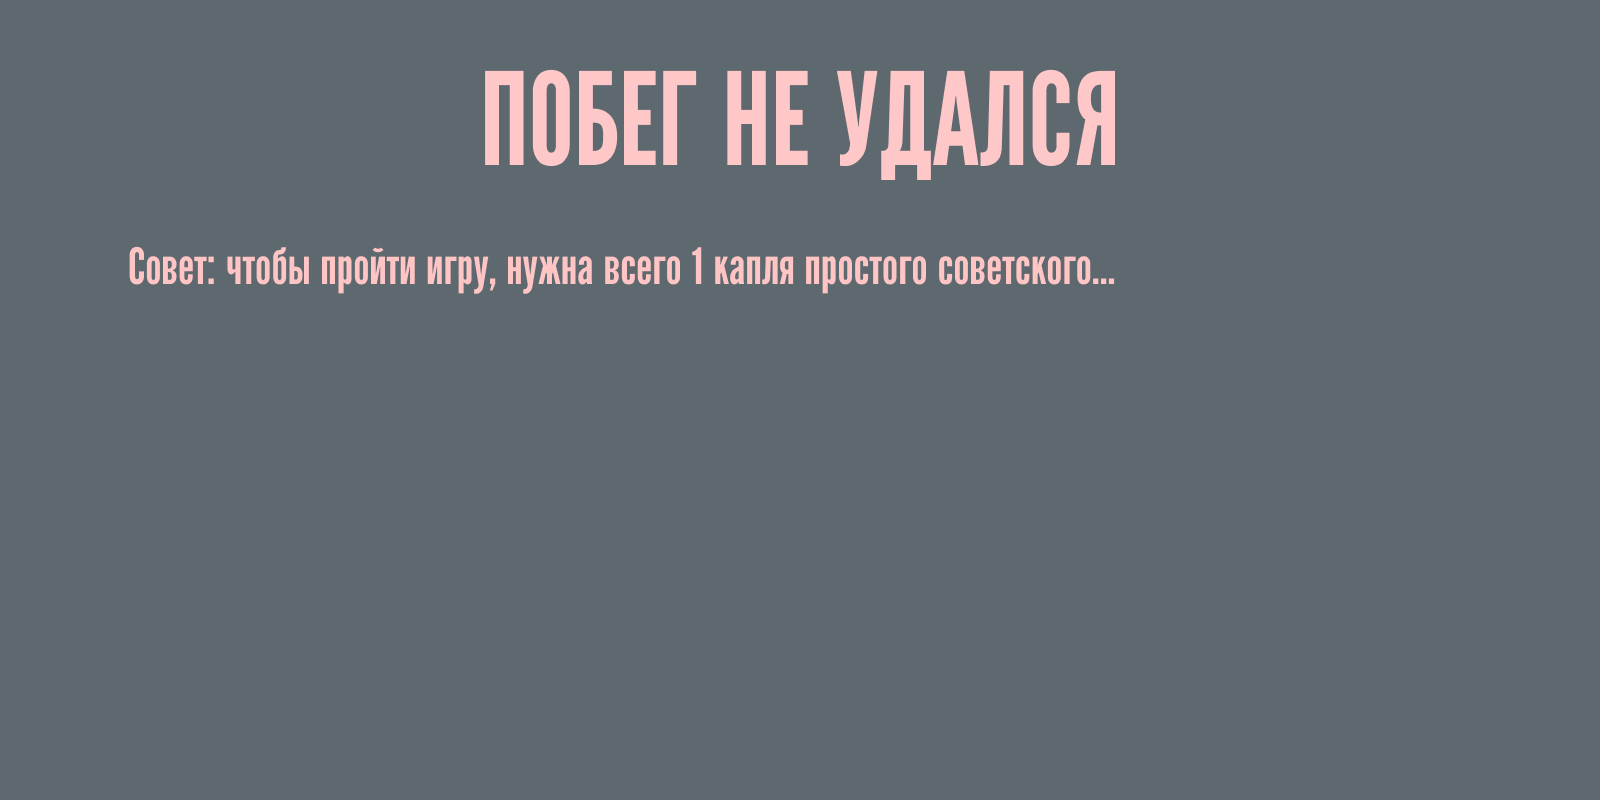 ПОБЕГ НЕ УДАЛСЯ
Совет: чтобы пройти игру, нужна всего 1 капля простого советского...